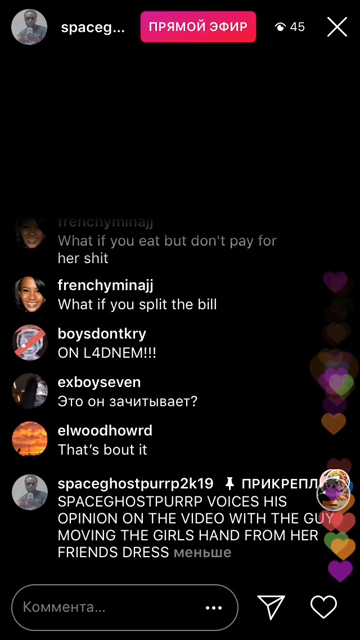 spaceg...
ПРЯМОЙ ЭФИР
45
frenchyminajj
What if you eat but don't pay for
her shit
frenchyminajj
What if you split the bill
boysdontkry
ON L4DNEM!!!
exboyseven
Это он зачитывает?
elwoodhowrd
That's bout it
spaceghostpurrp2k19 ПРИКРЕПЛ
SPACEGHOSTPURRP VOICES HIS
OPINION ON THE VIDEO WITH THE GUY
MOVING THE GIRLS HAND FROM HER
FRIENDS DRESS меньше
Коммента...